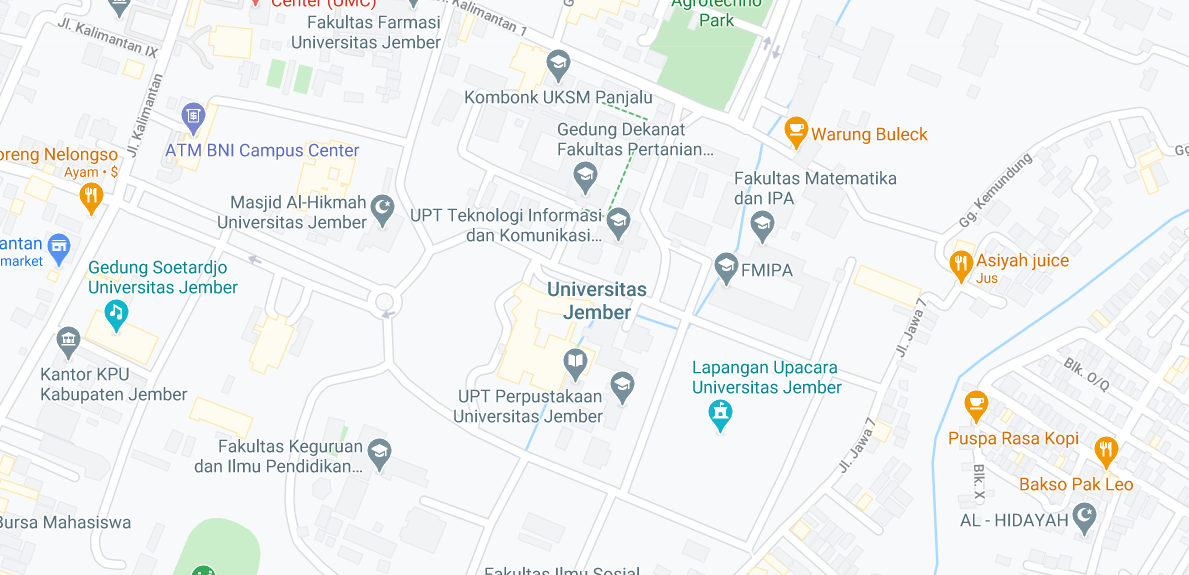 Center (UMC)
Fakultas Farmasi
Universitas Jember
Agrotechno
Park
Jl. Kalimantan 1
Jl. Kalimantan IX
Jl. Kalimantan
Kombonk UKSM Panjalu
Gedung Dekanat
Fakultas Pertanian...
Warung Buleck
ATM BNI Campus Center
oreng Nelongso
Ayam • $
Fakultas Matematika
dan IPA
Gg. Kemundung
Gg.
Masjid Al-Hikmah
Universitas Jember
UPT Teknologi Informasi
dan Komunikasi...
antan
market
Gedung Soetardjo
Universitas Jember
FMIPA
Asiyah juice
Jus
Universitas
Jember
Jl. Jawa 7
Kantor KPU
Kabupaten Jember
Lapangan Upacara
Universitas Jember
Blk. O/Q
UPT Perpustakaan
Universitas Jember
Puspa Rasa Kopi
Fakultas Keguruan
dan Ilmu Pendidikan...
Jl. Jawa 7
Blk. X
Bakso Pak Leo
Bursa Mahasiswa
AL - HIDAYAH
Fakultas Ilmu Sosial